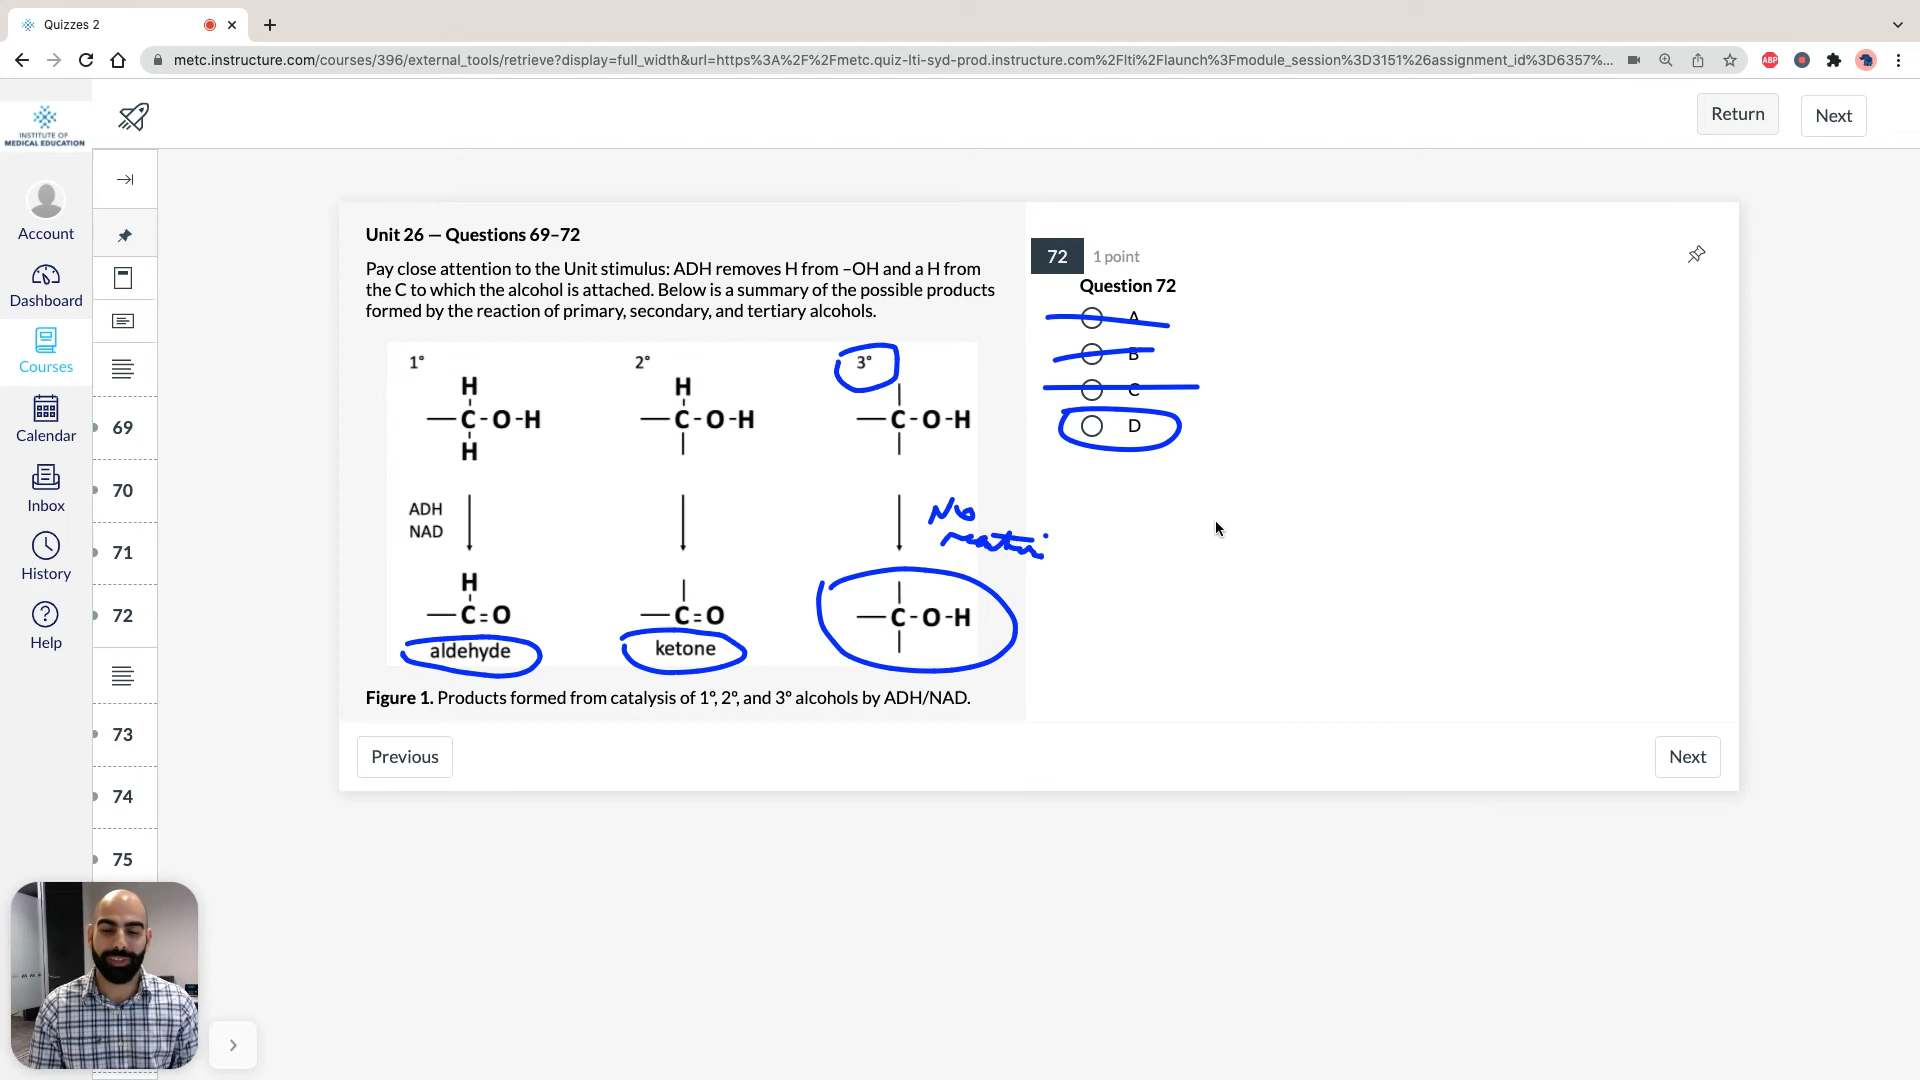 Quizzes 2
metc.instructure.com/courses/396/external_tools/retrieve?display=full_width&url=https%3A%2F%2Fmetc.quiz-lti-syd-prod.instructure.com%2Flti%2Flaunch%3Fmodule_session%3D3151%26assignment_id%3D6357%...
ABP
INSTITUTE OF
MEDICAL EDUCATION
Return
Next
Account
Dashboard
Courses
Calendar
Inbox
History
Help
69
70
71
72
73
74
75
Unit 26 — Questions 69–72
Pay close attention to the Unit stimulus: ADH removes H from –OH and a H from
the C to which the alcohol is attached. Below is a summary of the possible products
formed by the reaction of primary, secondary, and tertiary alcohols.
1° 2° 3°
H H
C-O-H C-O-H C-O-H
H
ADH
NAD
No
H
C=O C=O C-O-H
aldehyde ketone
Figure 1. Products formed from catalysis of 1°, 2°, and 3° alcohols by ADH/NAD.
72 1 point
Question 72
A
B
C
D
Previous
Next